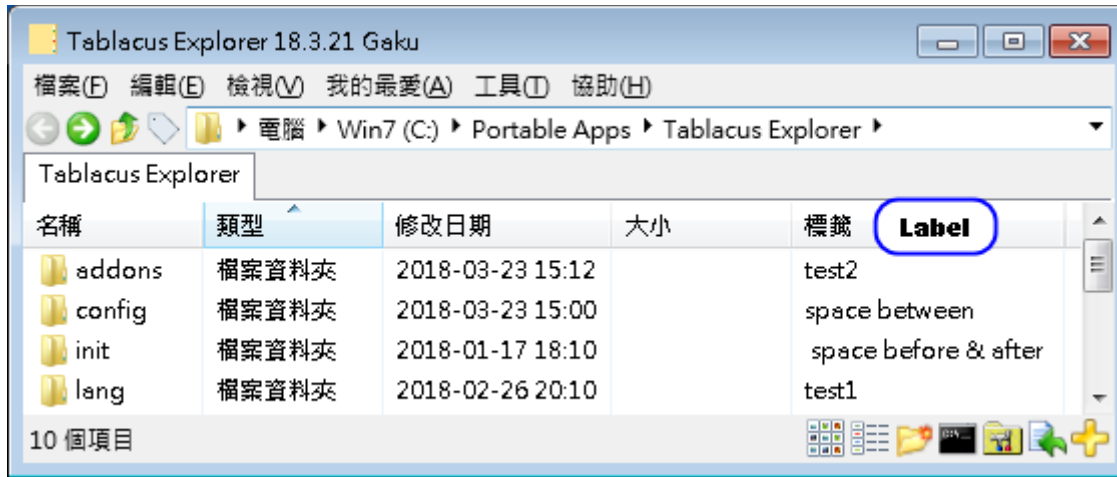 Tablacus Explorer 18.3.21 Gaku
檔案(F) 編輯(E) 檢視(V) 我的最愛(A) 工具(T) 協助(H)
電腦 Win7 (C:) Portable Apps Tablacus Explorer
Tablacus Explorer
名稱 類型 修改日期 大小 標籤 Label
addons 檔案資料夾 2018-03-23 15:12 test2
config 檔案資料夾 2018-03-23 15:00 space between
init 檔案資料夾 2018-01-17 18:10 space before & after
lang 檔案資料夾 2018-02-26 20:10 test1
10 個項目